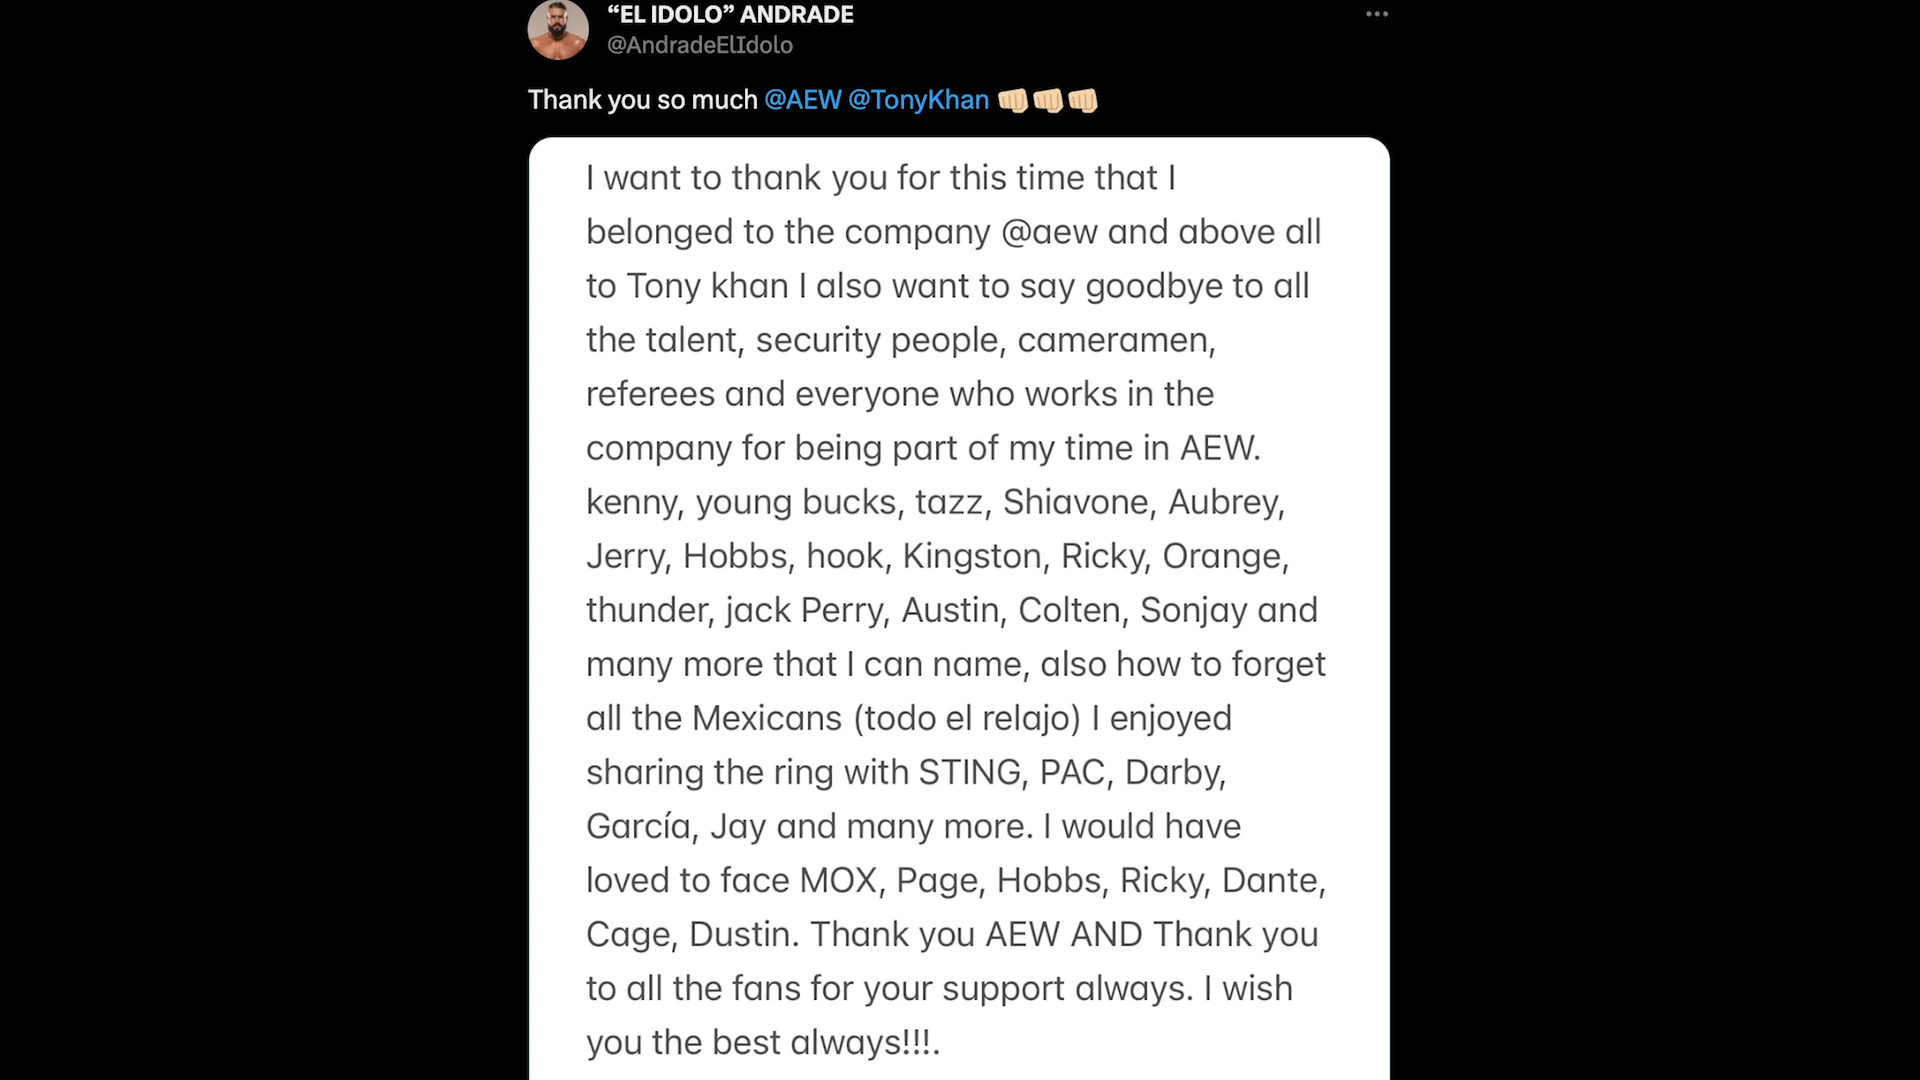 “EL IDOLO” ANDRADE
@AndradeElIdolo
Thank you so much @AEW @TonyKhan 👊🏼👊🏼👊🏼
I want to thank you for this time that I
belonged to the company @aew and above all
to Tony khan I also want to say goodbye to all
the talent, security people, cameramen,
referees and everyone who works in the
company for being part of my time in AEW.
kenny, young bucks, tazz, Shiavone, Aubrey,
Jerry, Hobbs, hook, Kingston, Ricky, Orange,
thunder, jack Perry, Austin, Colten, Sonjay and
many more that I can name, also how to forget
all the Mexicans (todo el relajo) I enjoyed
sharing the ring with STING, PAC, Darby,
García, Jay and many more. I would have
loved to face MOX, Page, Hobbs, Ricky, Dante,
Cage, Dustin. Thank you AEW AND Thank you
to all the fans for your support always. I wish
you the best always!!!.